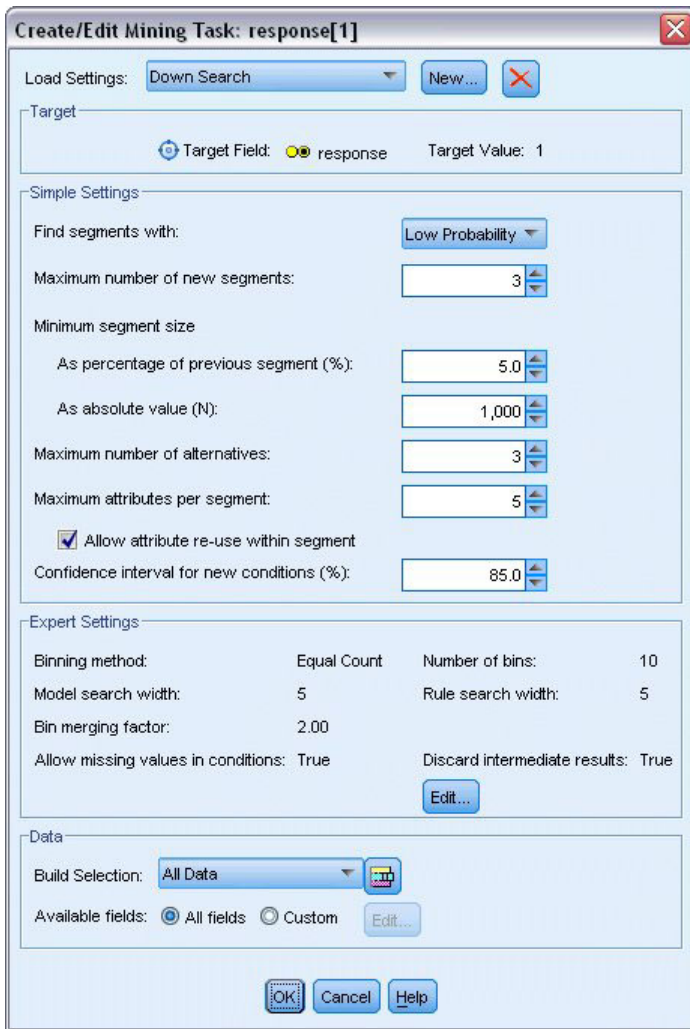 Create/Edit Mining Task: response[1]
Load Settings: Down Search New...
Target
Target Field: response Target Value: 1
Simple Settings
Find segments with: Low Probability
Maximum number of new segments: 3
Minimum segment size
As percentage of previous segment (%): 5.0
As absolute value (N): 1,000
Maximum number of alternatives: 3
Maximum attributes per segment: 5
Allow attribute re-use within segment
Confidence interval for new conditions (%): 85.0
Expert Settings
Binning method: Equal Count Number of bins: 10
Model search width: 5 Rule search width: 5
Bin merging factor: 2.00
Allow missing values in conditions: True Discard intermediate results: True
Edit...
Data
Build Selection: All Data
Available fields: All fields Custom Edit...
OK Cancel Help